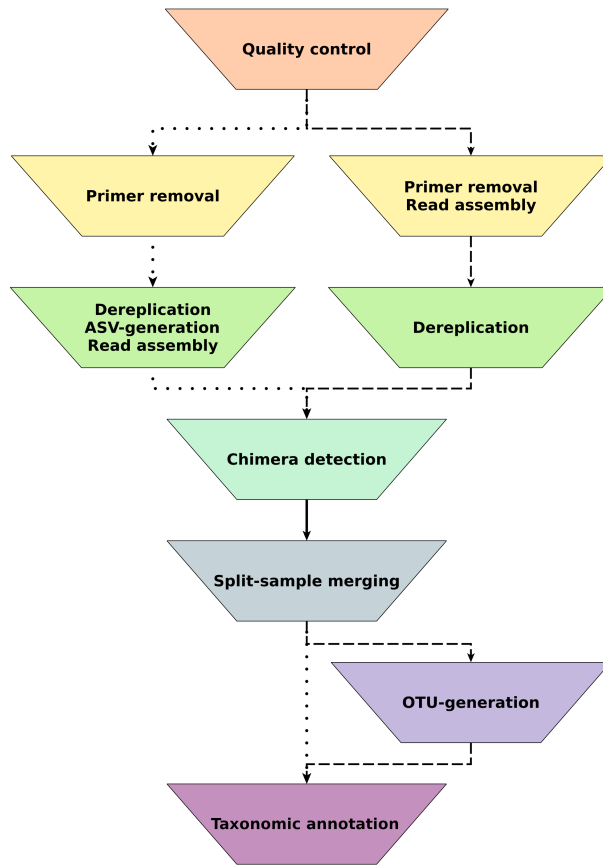 Quality control
Primer removal
Primer removal
Read assembly
Dereplication
ASV-generation
Read assembly
Dereplication
Chimera detection
Split-sample merging
OTU-generation
Taxonomic annotation